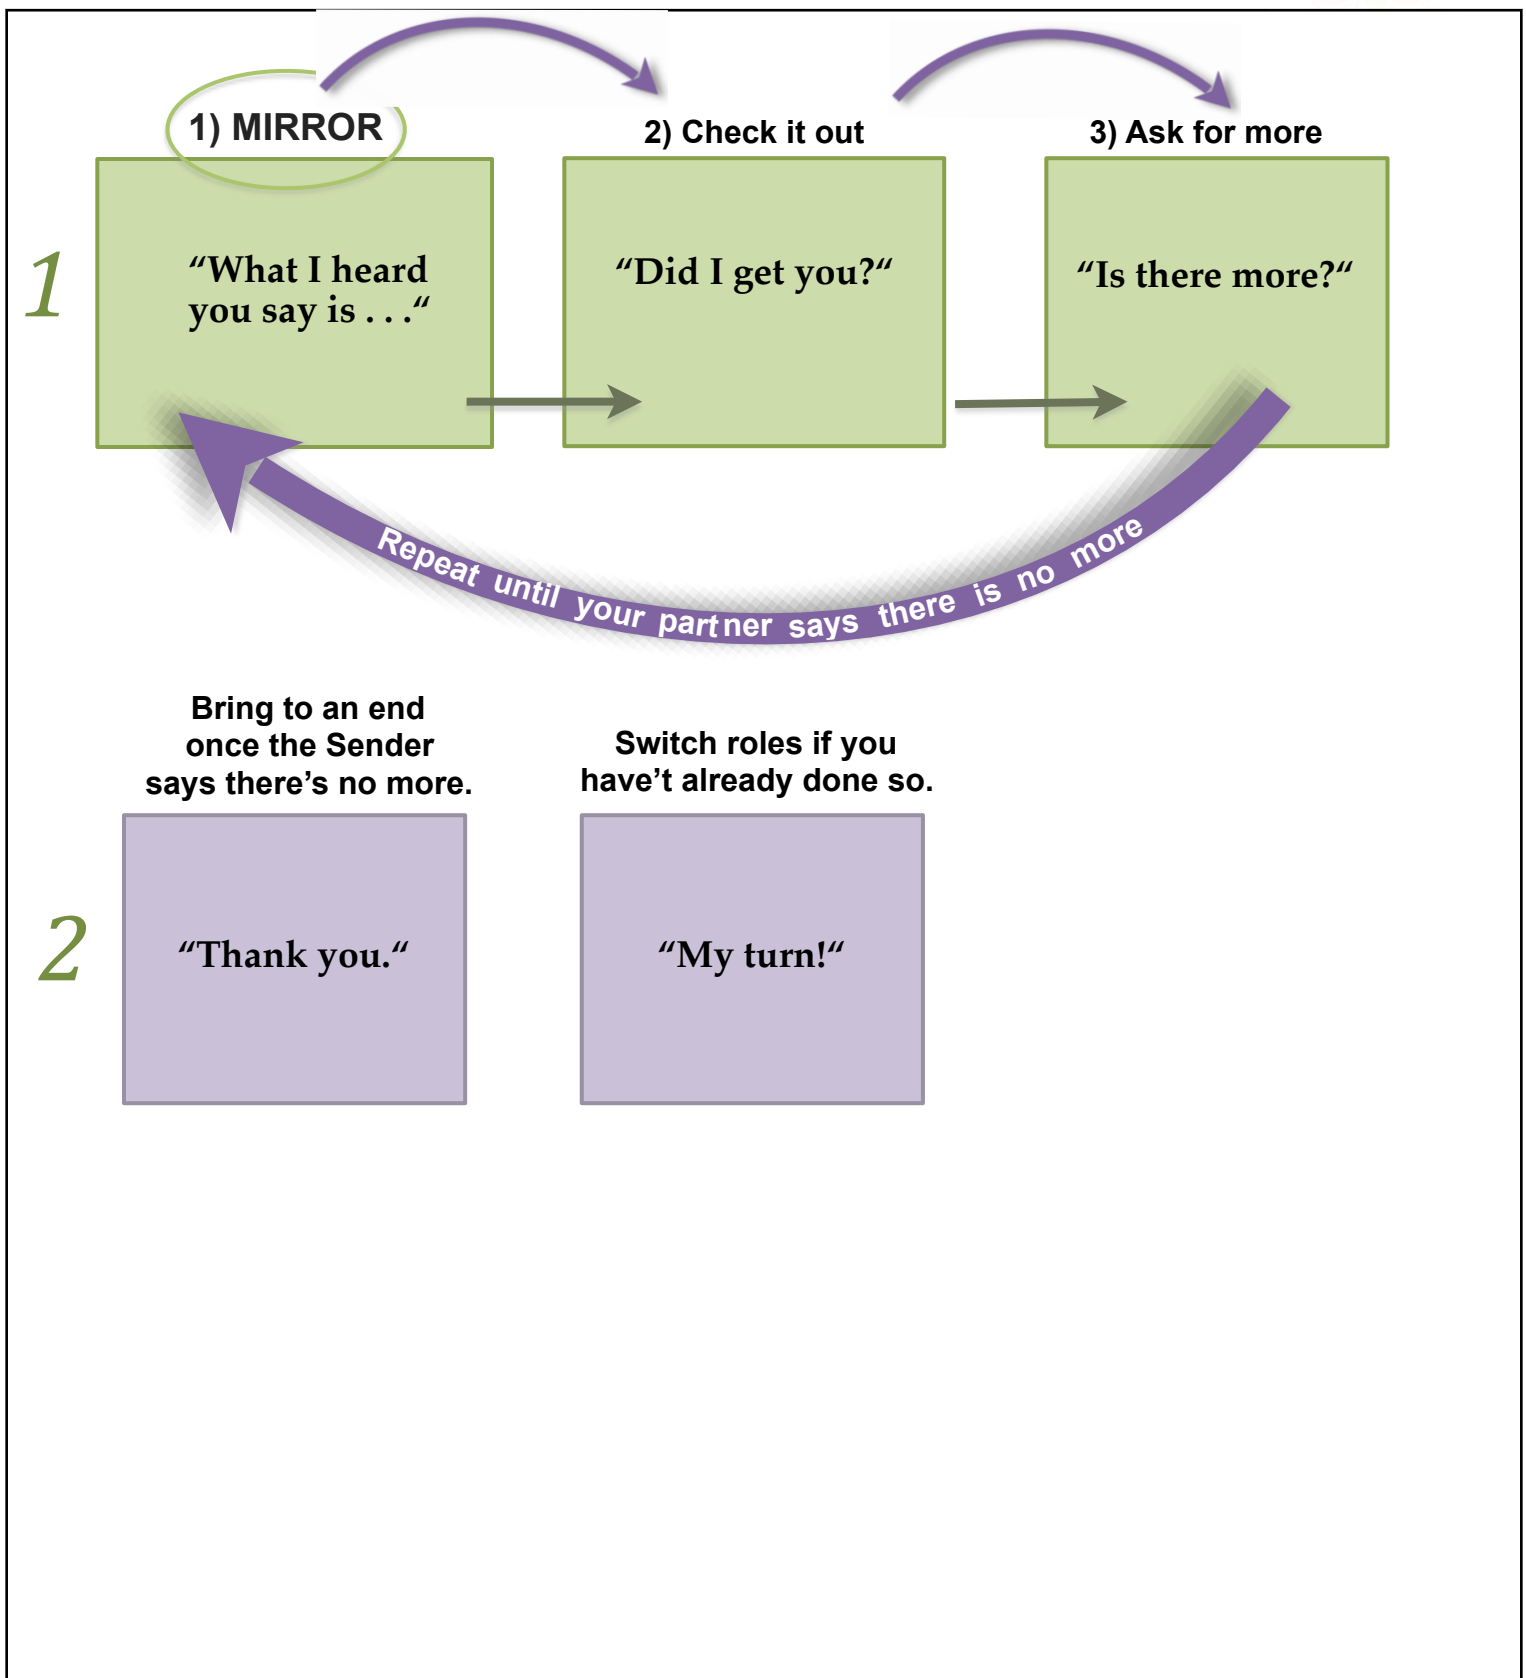 1) MIRROR
2) Check it out
3) Ask for more
1
“What I heard
you say is . . .“
“Did I get you?“
“Is there more?“
Repeat until your partner says there is no more
Bring to an end
once the Sender
says there’s no more.
Switch roles if you
have’t already done so.
2
“Thank you.“
“My turn!“